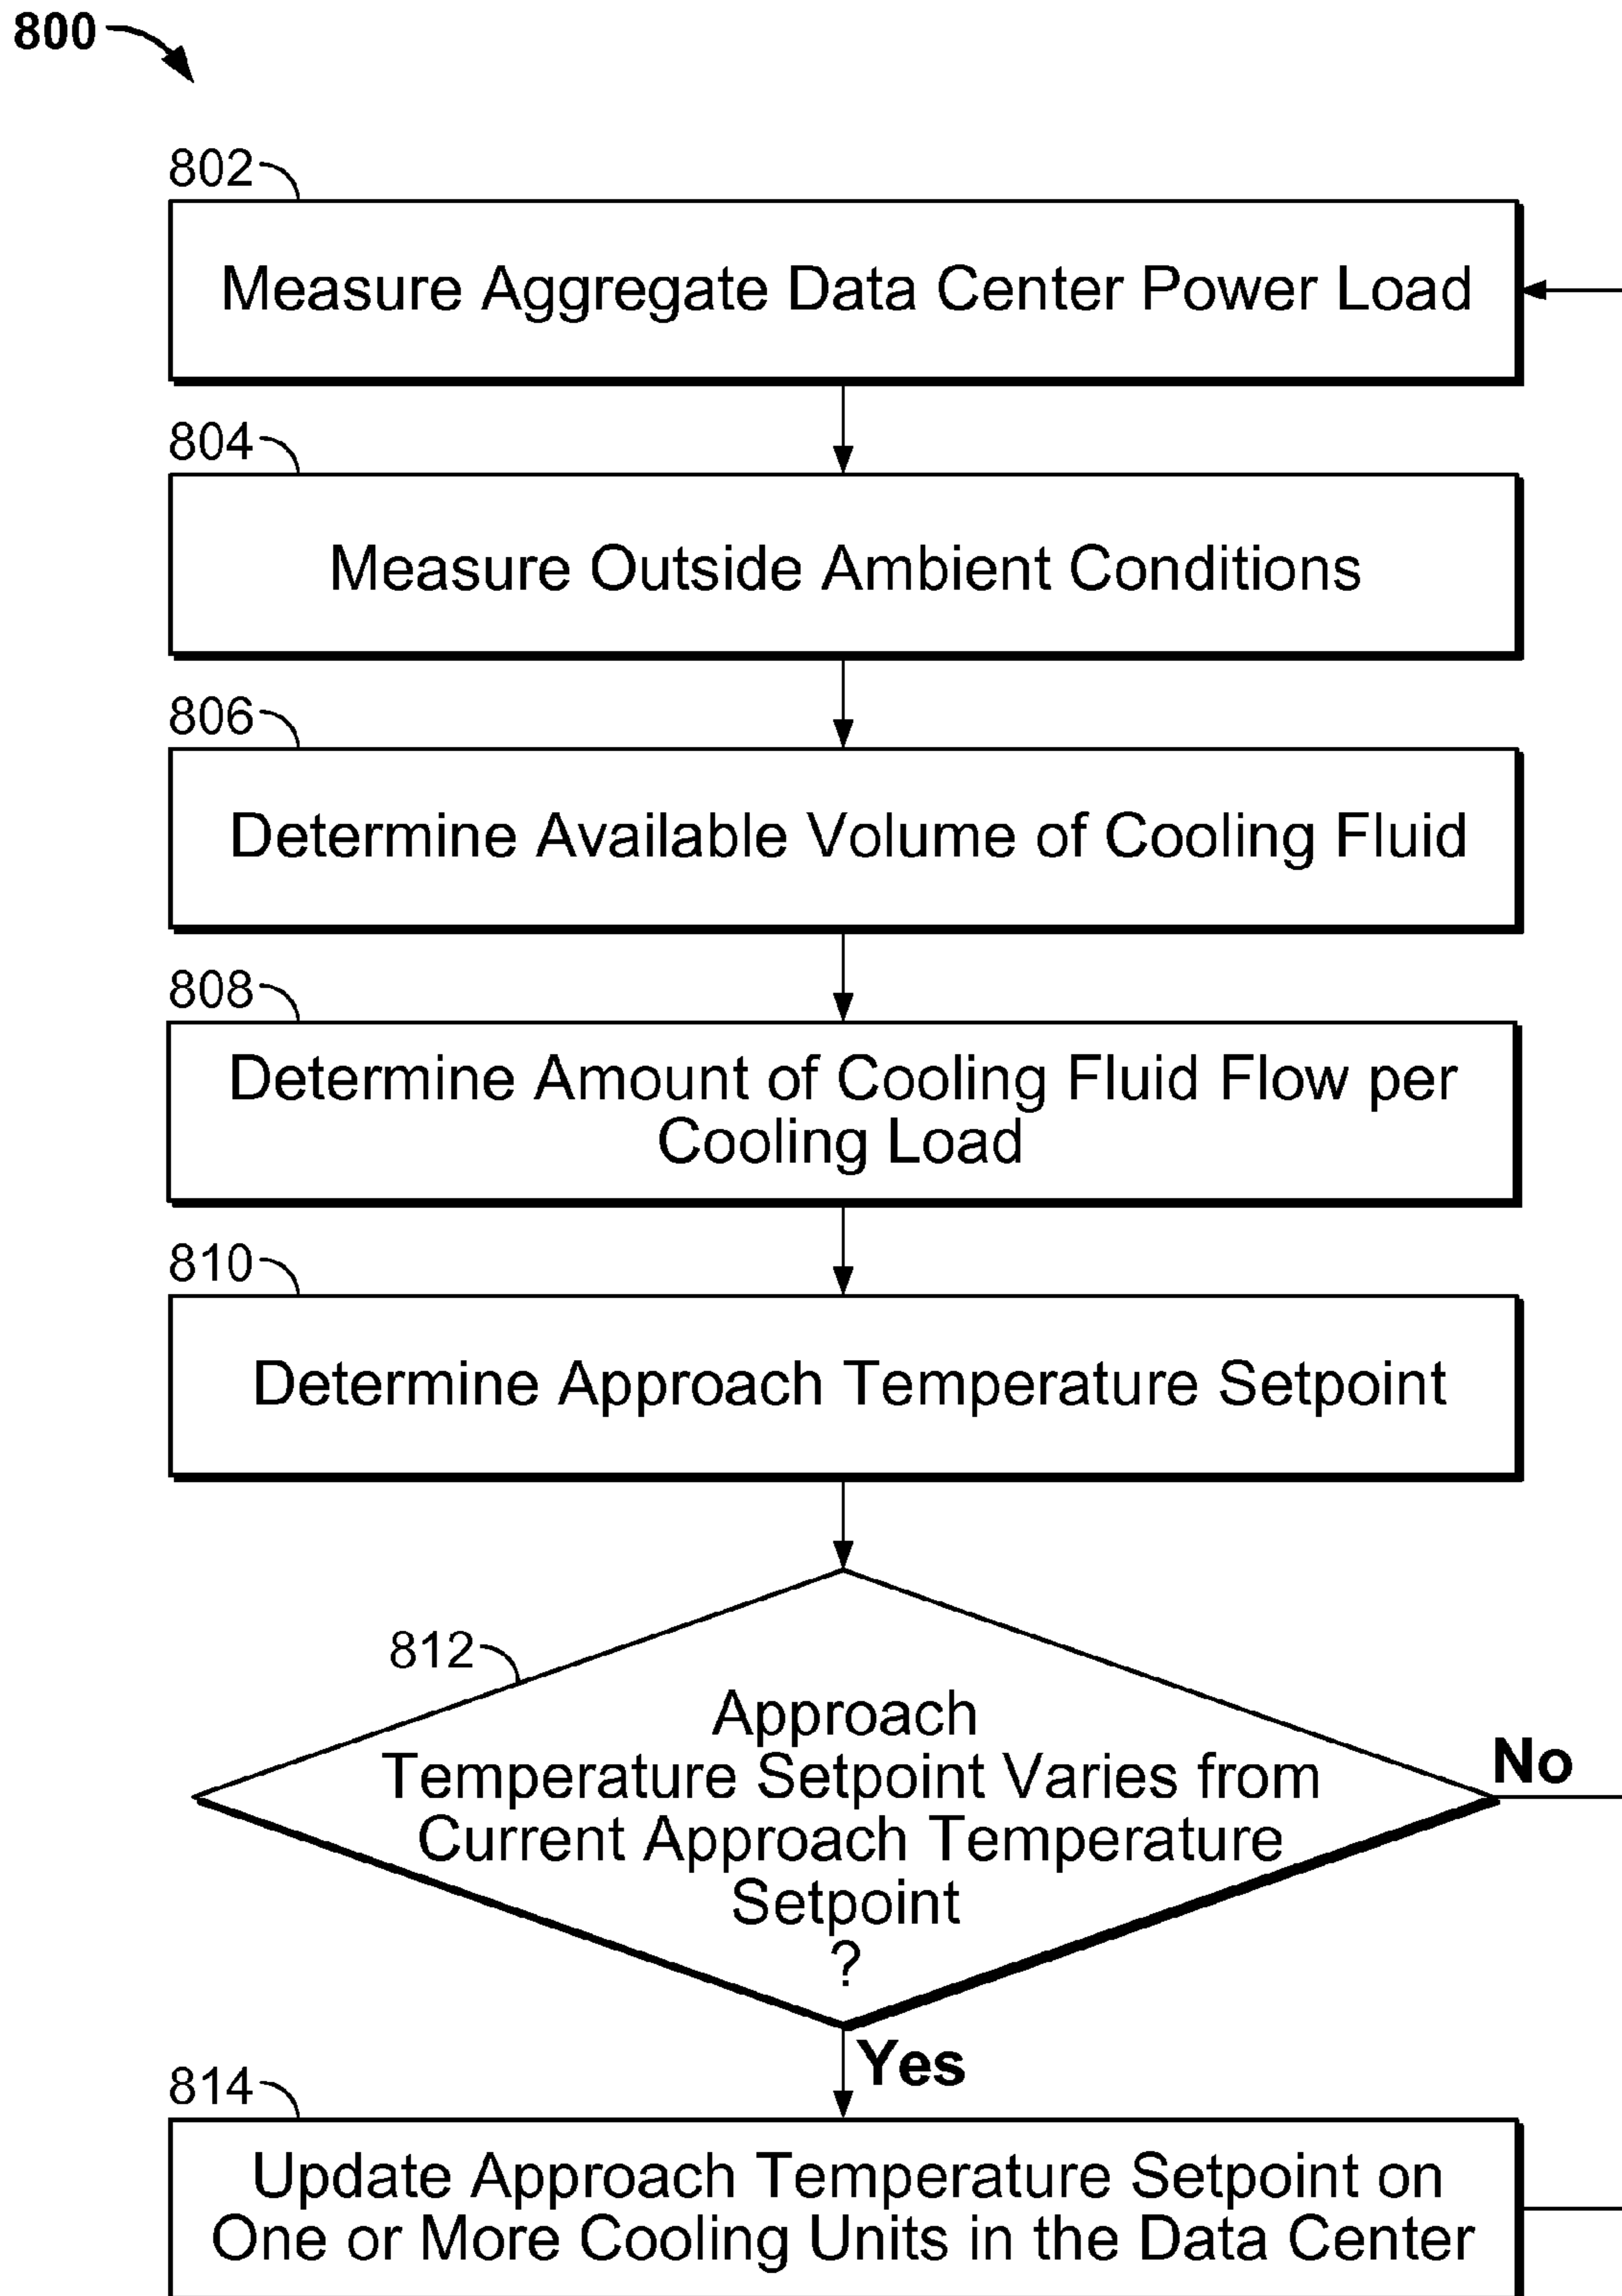 800
802
Measure Aggregate Data Center Power Load
804
Measure Outside Ambient Conditions
806
Determine Available Volume of Cooling Fluid
808
Determine Amount of Cooling Fluid Flow per
Cooling Load
810
Determine Approach Temperature Setpoint
812
Approach
Temperature Setpoint Varies from
Current Approach Temperature
Setpoint
?
No
Yes
814
Update Approach Temperature Setpoint on
One or More Cooling Units in the Data Center